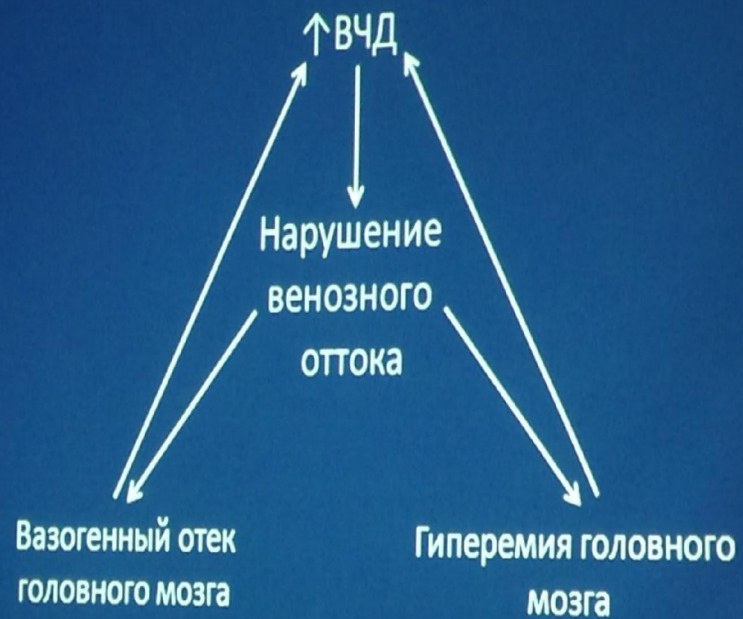 ↑ВЧД
Нарушение
венозного
оттока
Вазогенный отек
головного мозга
Гиперемия головного
мозга